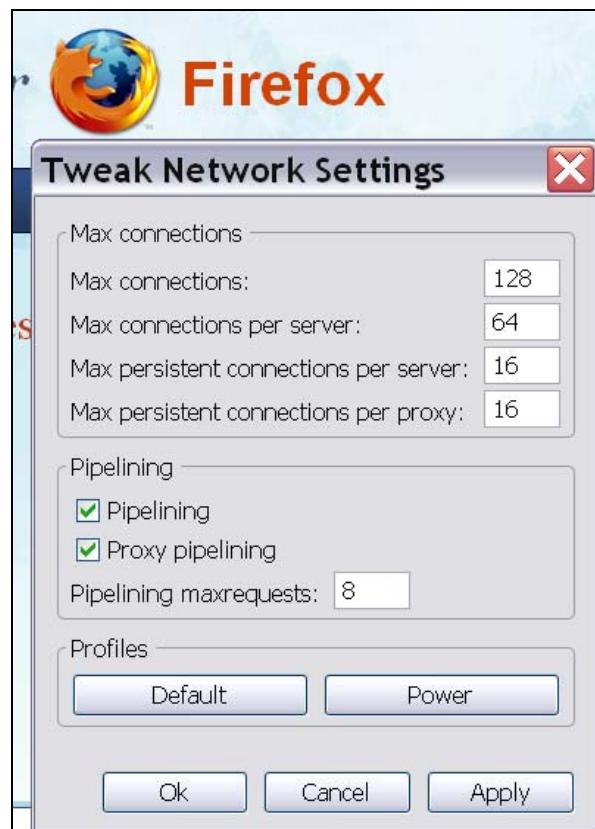 r
Firefox
™
Tweak Network Settings
es
Max connections
Max connections: 128
Max connections per server: 64
Max persistent connections per server: 16
Max persistent connections per proxy: 16
Pipelining
Pipelining
Proxy pipelining
Pipelining maxrequests: 8
Profiles
Default Power
Ok Cancel Apply